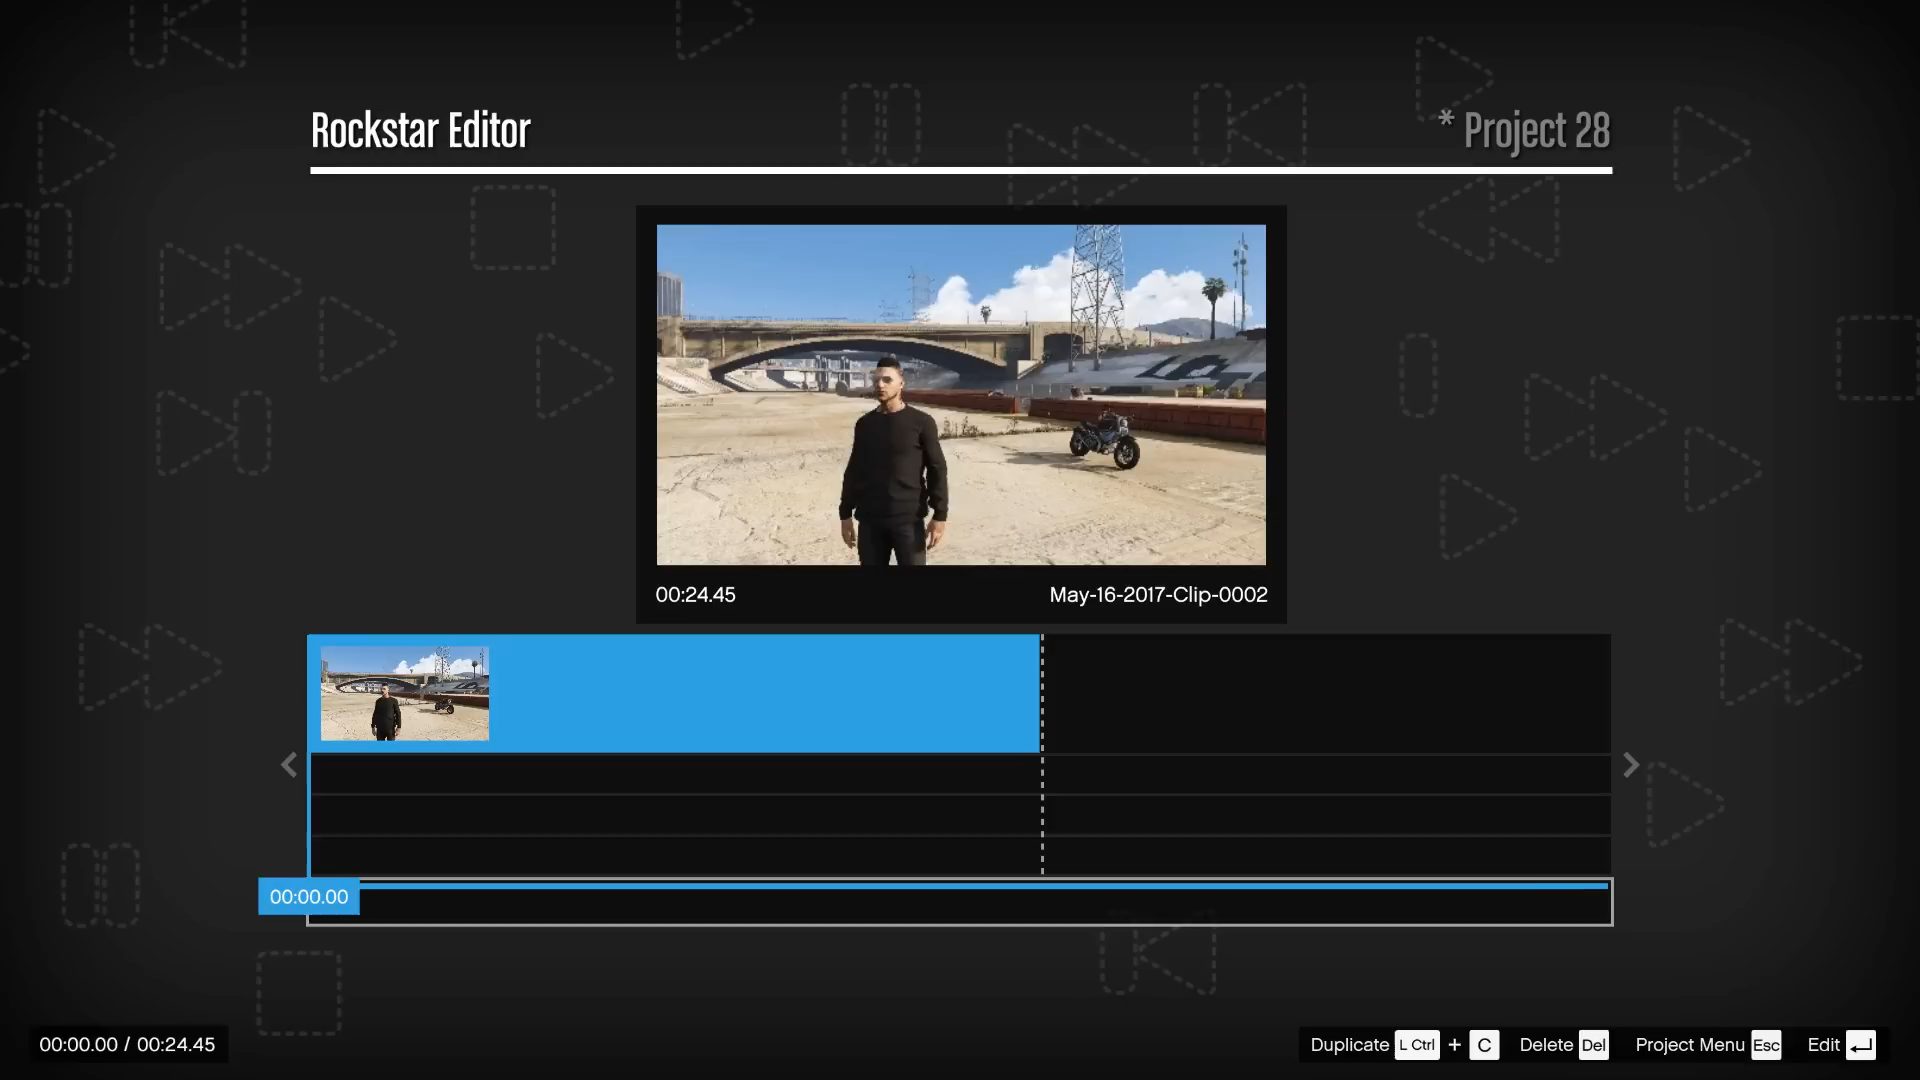 Rockstar Editor
* Project 28
00:24.45
May-16-2017-Clip-0002
00:00.00
00:00.00 / 00:24.45
Duplicate L Ctrl + C Delete Del Project Menu Esc Edit